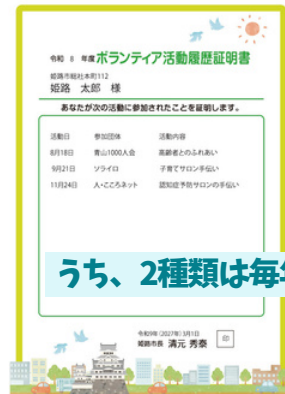 令和 8 年度ボランティア活動履歴証明書
姫路市総社本町112
姫路 太郎 様
あなたが次の活動に参加されたことを証明します。
活動日 参加団体 活動内容
8月18日 青山1000人会 高齢者とのふれあい
9月21日 ソライロ 子育てサロン手伝い
11月24日 人・こころネット 認知症予防サロンの手伝い
うち、2種類は毎年
令和9年(2027年)3月1日
姫路市長 清元 秀泰 印